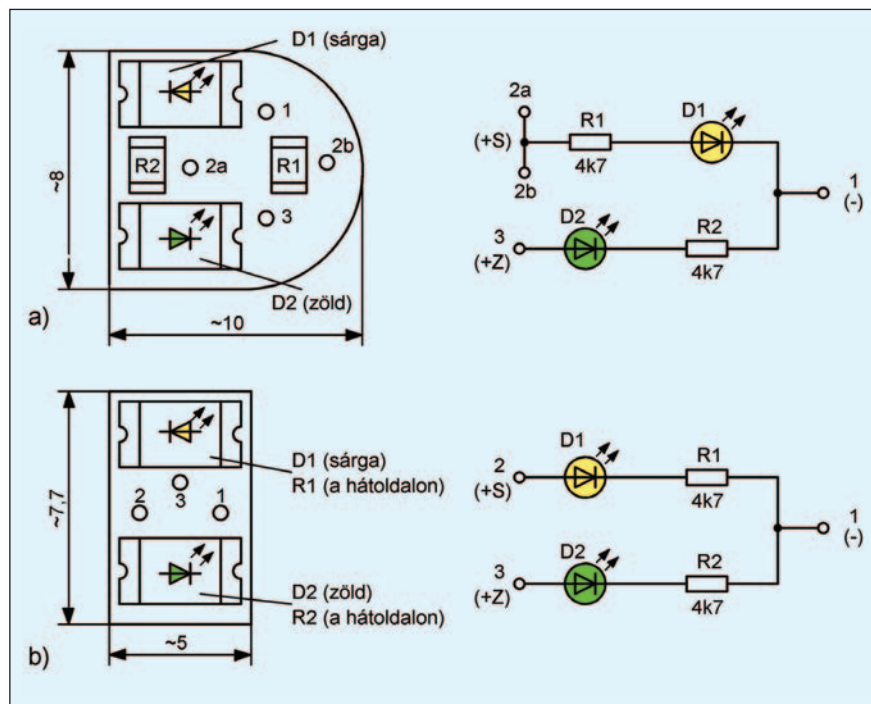 D1 (sárga)
1
R2
2a
R1
2b
3
~8
D2 (zöld)
~10
a)
2a
(+S)
2b
R1
4k7
D1
1
(-)
3
(+Z)
D2
R2
4k7
D1 (sárga)
R1 (a hátoldalon)
2
3
1
~7,7
D2 (zöld)
R2 (a hátoldalon)
~5
b)
D1
R1
2
(+S)
4k7
1
(-)
D2
R2
3
(+Z)
4k7